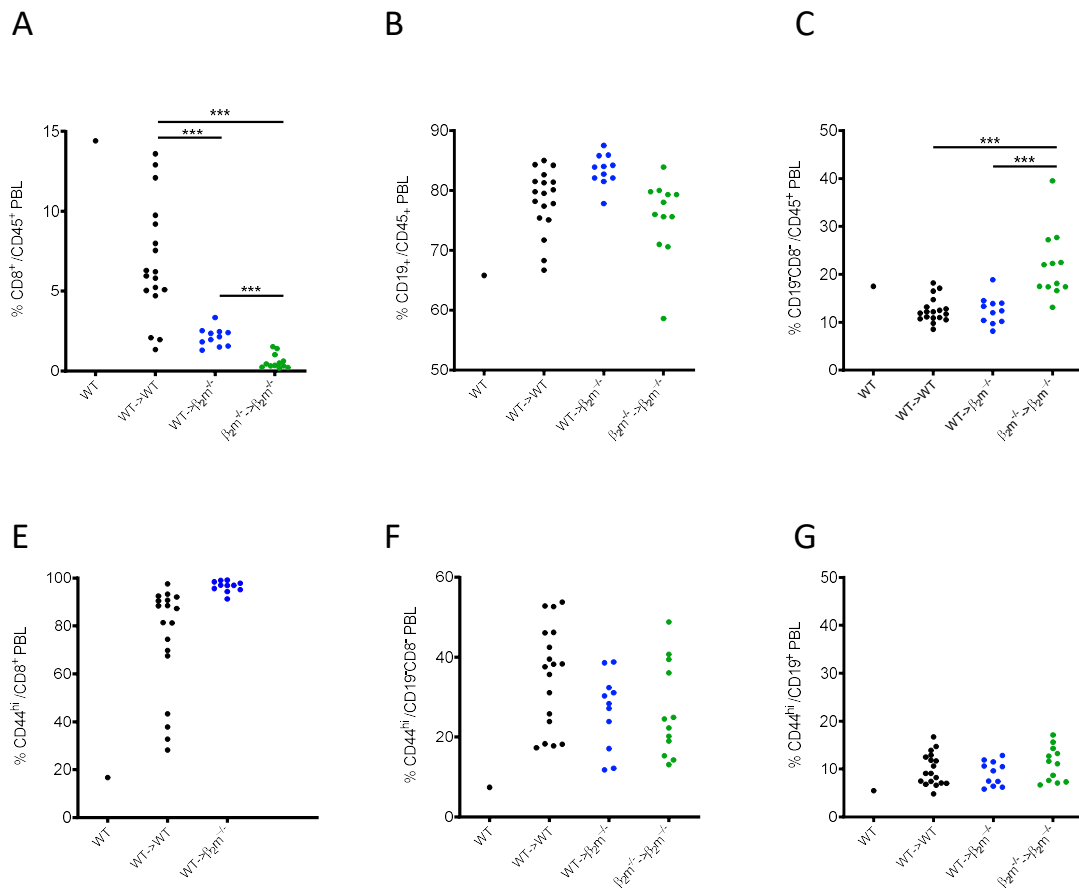 A
% CD8⁺/CD45⁺ PBL
15
10
5
0
***
***
***
WT
WT->WT
WT->β₂m⁻/⁻
β₂m⁻/⁻->β₂m⁻/⁻
B
% CD19₊/CD45₊ PBL
90
80
70
60
50
WT
WT->WT
WT->β₂m⁻/⁻
β₂m⁻/⁻->β₂m⁻/⁻
C
% CD19⁻CD8⁻/CD45⁺ PBL
50
40
30
20
10
0
***
***
WT
WT->WT
WT->β₂m⁻/⁻
β₂m⁻/⁻->β₂m⁻/⁻
E
% CD44ʰⁱ/CD8⁺ PBL
100
80
60
40
20
0
WT
WT->WT
WT->β₂m⁻/⁻
F
% CD44ʰⁱ/CD19⁻CD8⁻ PBL
60
40
20
0
WT
WT->WT
WT->β₂m⁻/⁻
β₂m⁻/⁻->β₂m⁻/⁻
G
% CD44ʰⁱ/CD19⁺ PBL
50
40
30
20
10
0
WT
WT->WT
WT->β₂m⁻/⁻
β₂m⁻/⁻->β₂m⁻/⁻